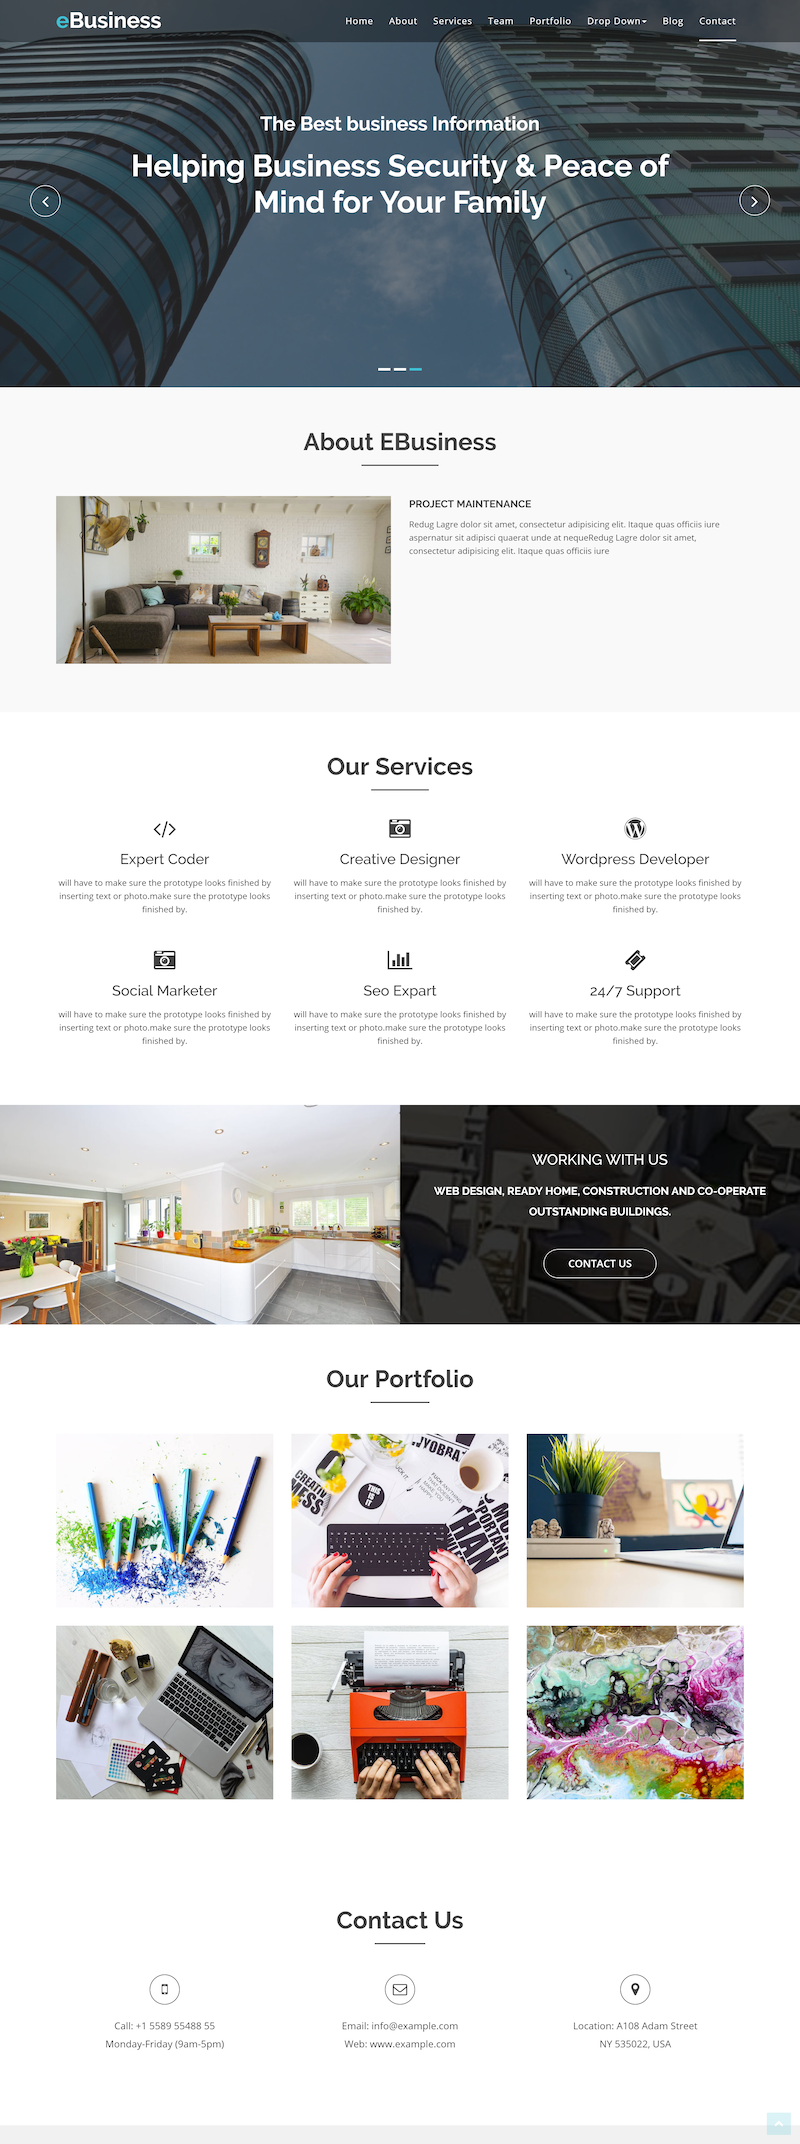 eBusiness
Home About Services Team Portfolio Drop Down Blog Contact
The Best business Information
Helping Business Security & Peace of
Mind for Your Family
About EBusiness
PROJECT MAINTENANCE
Redug Lagre dolor sit amet, consectetur adipisicing elit. Itaque quas officiis iure
aspernatur sit adipisci quaerat unde at nequeRedug Lagre dolor sit amet,
consectetur adipisicing elit. Itaque quas officiis iure
Our Services
Expert Coder
will have to make sure the prototype looks finished by
inserting text or photo.make sure the prototype looks
finished by.
Creative Designer
will have to make sure the prototype looks finished by
inserting text or photo.make sure the prototype looks
finished by.
Wordpress Developer
will have to make sure the prototype looks finished by
inserting text or photo.make sure the prototype looks
finished by.
Social Marketer
will have to make sure the prototype looks finished by
inserting text or photo.make sure the prototype looks
finished by.
Seo Expart
will have to make sure the prototype looks finished by
inserting text or photo.make sure the prototype looks
finished by.
24/7 Support
will have to make sure the prototype looks finished by
inserting text or photo.make sure the prototype looks
finished by.
WORKING WITH US
WEB DESIGN, READY HOME, CONSTRUCTION AND CO-OPERATE
OUTSTANDING BUILDINGS.
CONTACT US
Our Portfolio
CREATIV
MESS
THIS
IS IT
Contact Us
Call: +1 5589 55488 55
Monday-Friday (9am-5pm)
Email: info@example.com
Web: www.example.com
Location: A108 Adam Street
NY 535022, USA